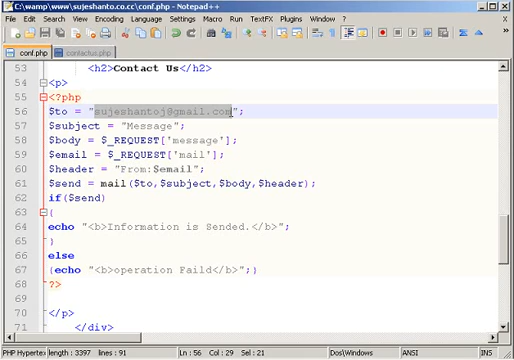 C:\wamp\www\sujeshanto.co.cc\conf.php - Notepad++
File Edit Search View Encoding Language Settings Macro Run TextFX Plugins Window ? X
conf.php contactus.php
53 <h2>Contact Us</h2>
54 <p>
55 <?php
56 $to = "sujeshantoj@gmail.com";
57 $subject = "Message";
58 $body = $_REQUEST['message'];
59 $email = $_REQUEST['mail'];
60 $header = "From:$email";
61 $send = mail($to,$subject,$body,$header);
62 if($send)
63 {
64 echo "<b>Information is Sended.</b>";
65 }
66 else
67 {echo "<b>operation Faild</b>";}
68 ?>
69
70 </p>
71 </div>
PHP Hypertex length : 3397 lines : 91 Ln : 56 Col : 29 Sel : 21 Dos\Windows ANSI INS